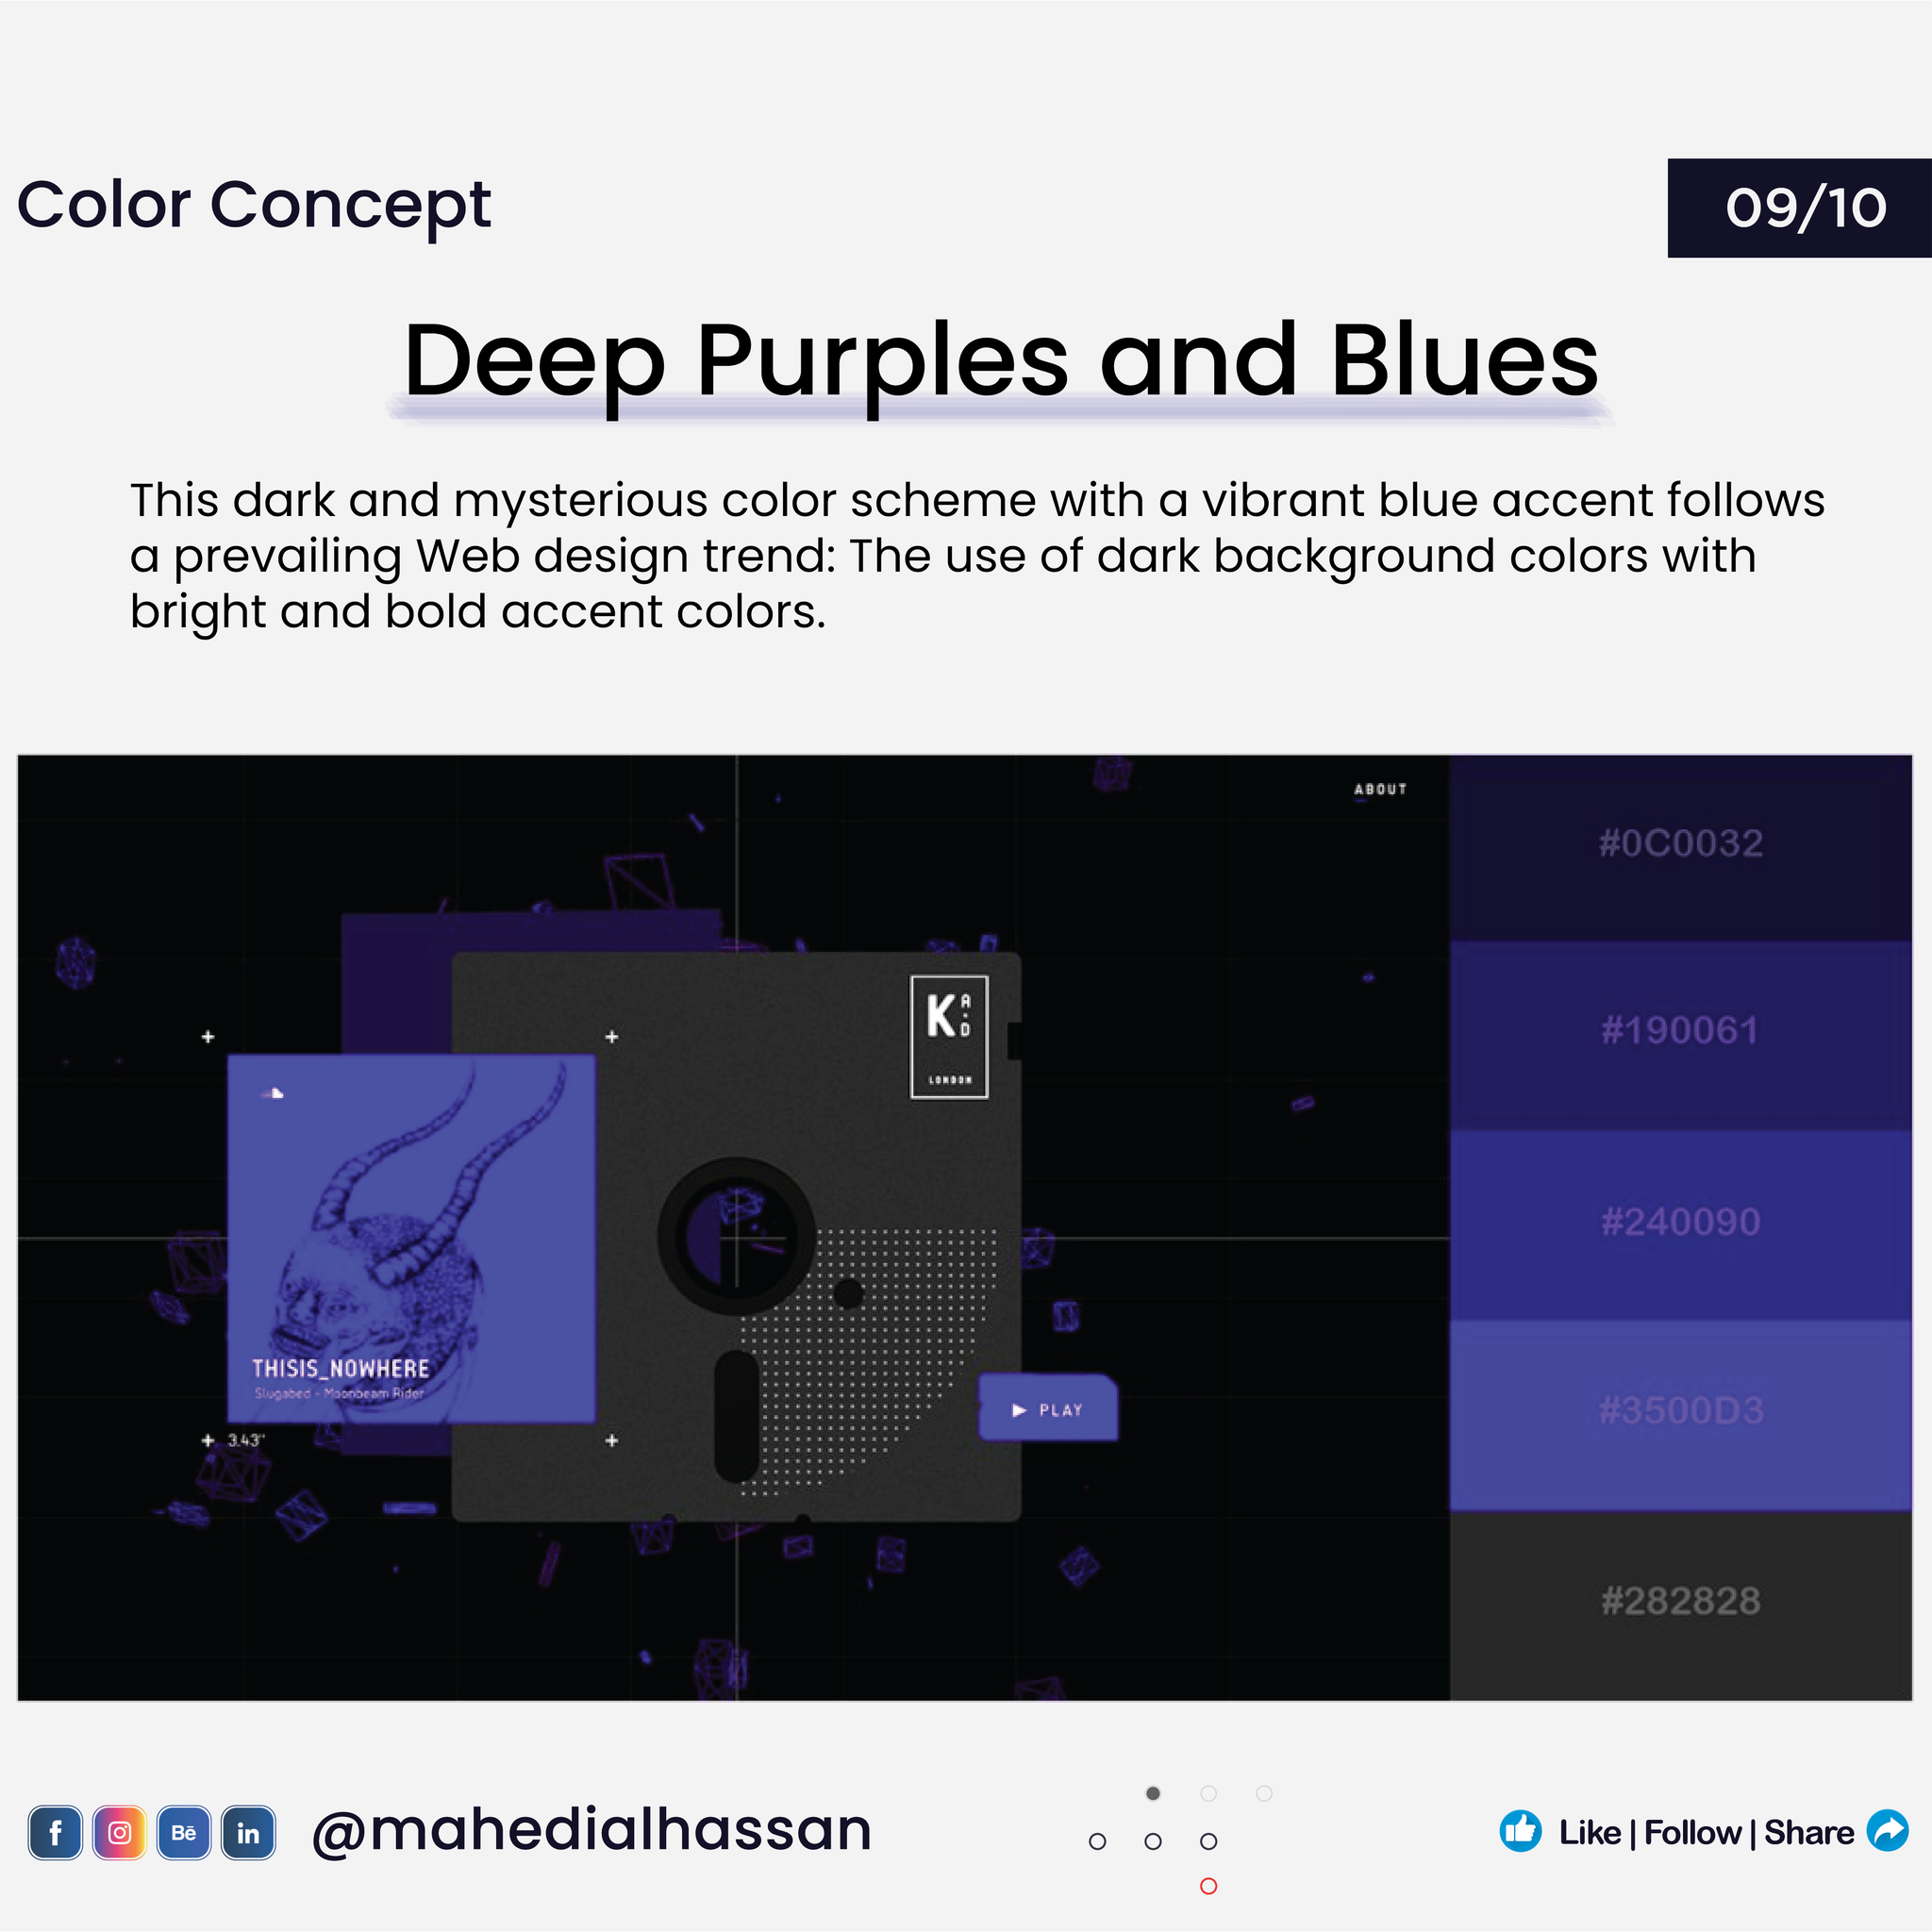 Color Concept
09/10
Deep Purples and Blues
This dark and mysterious color scheme with a vibrant blue accent follows
a prevailing Web design trend: The use of dark background colors with
bright and bold accent colors.
ABOUT
#0C0032
#190061
#240090
#3500D3
#282828
K A.D
LONDON
THISIS_NOWHERE
Slugabed - Moonbeam Rider
3.43"
PLAY
f
Bē
in
@mahedialhassan
Like | Follow | Share